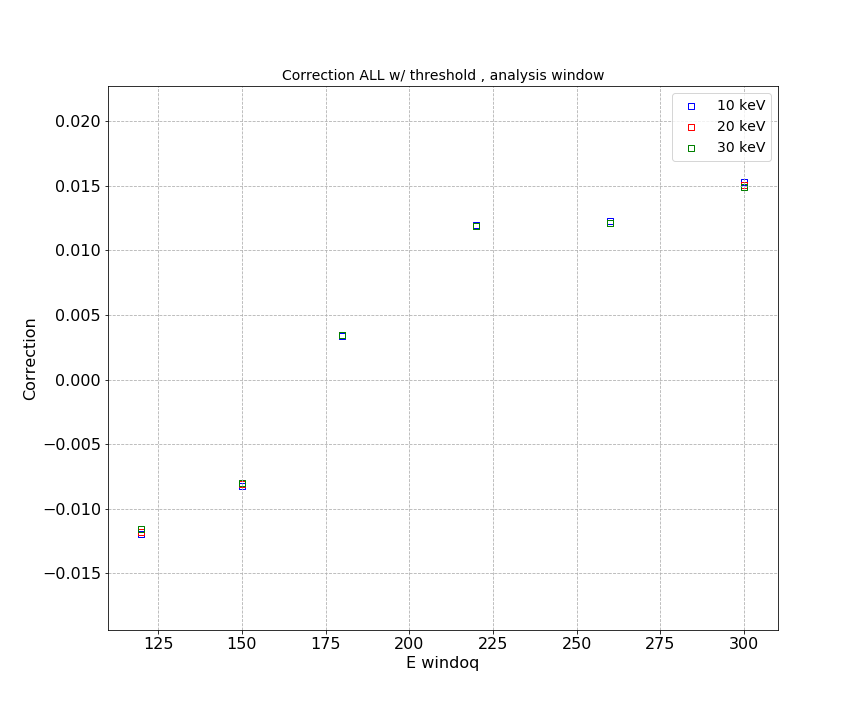 Correction ALL w/ threshold , analysis window
10 keV
20 keV
30 keV
0.020
0.015
0.010
0.005
0.000
−0.005
−0.010
−0.015
Correction
125 150 175 200 225 250 275 300
E windoq